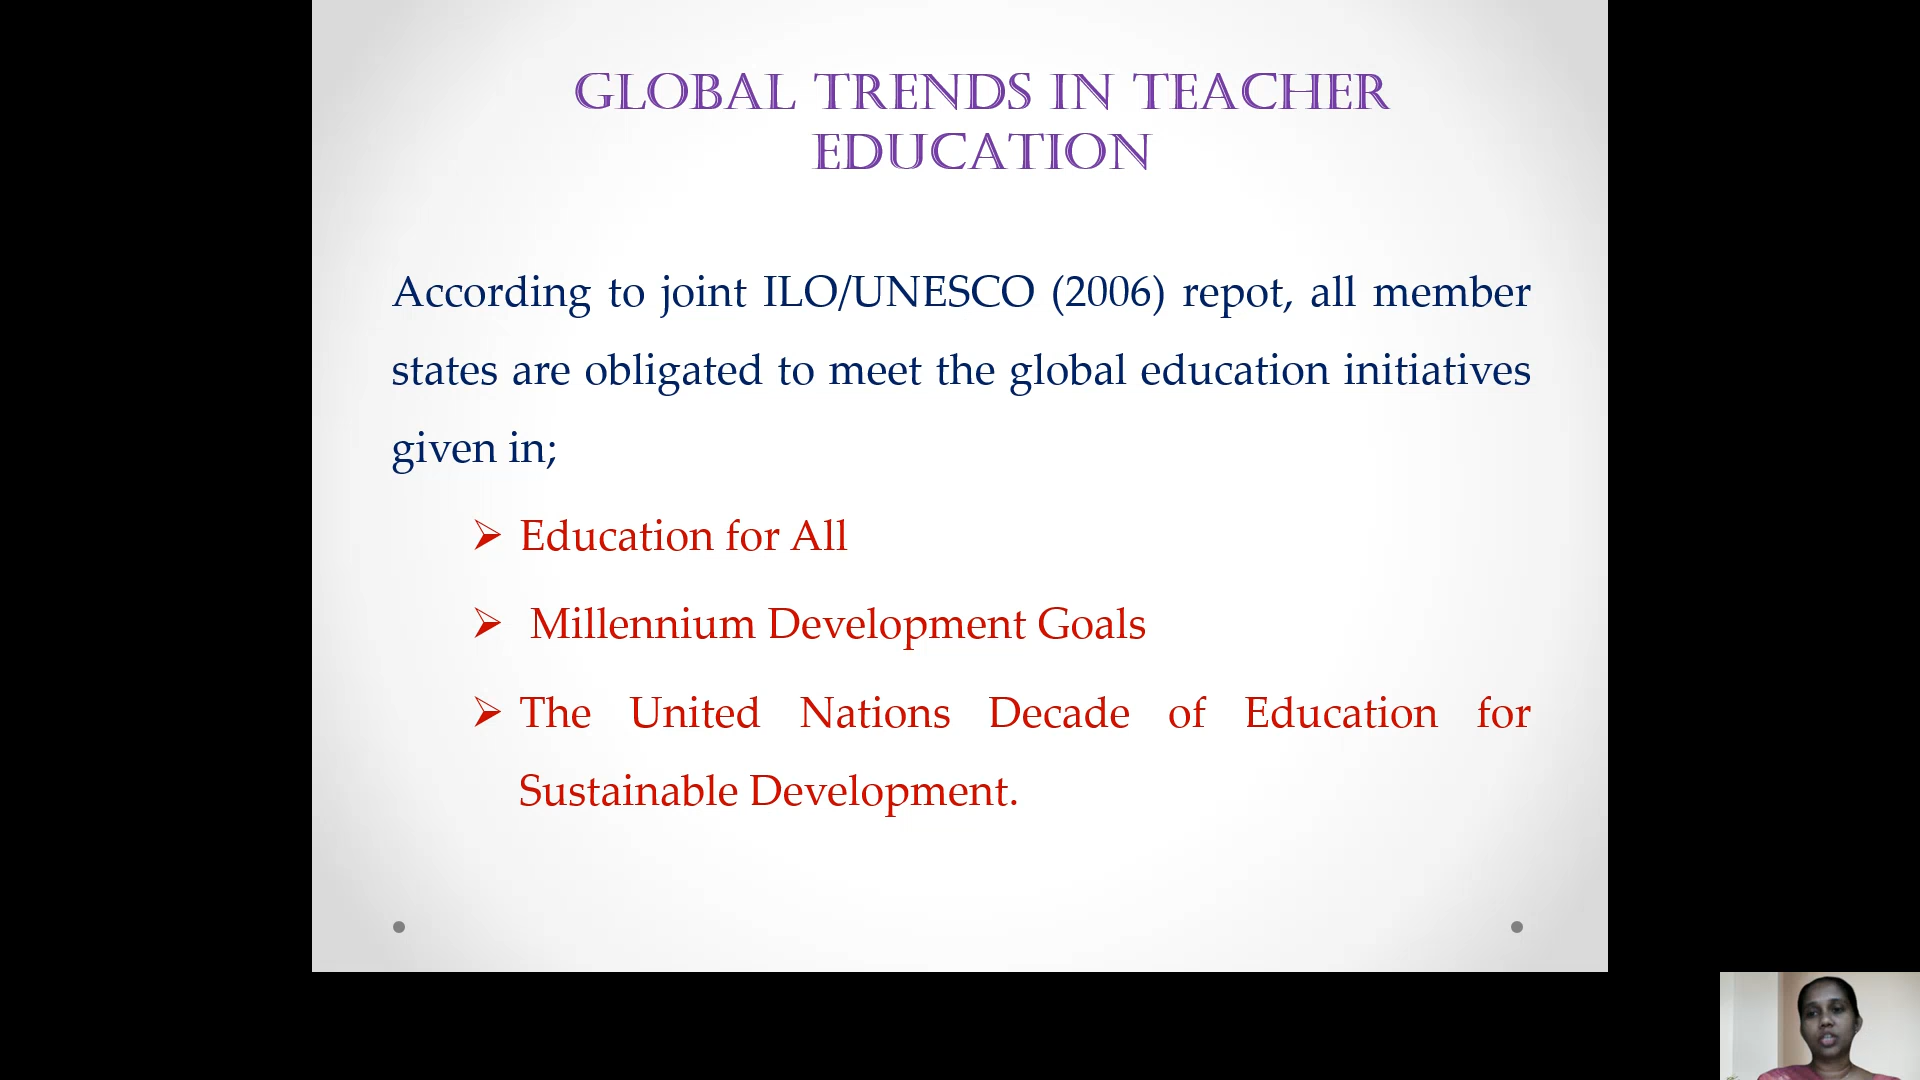 GLOBAL TRENDS IN TEACHER
EDUCATION
According to joint ILO/UNESCO (2006) repot, all member
states are obligated to meet the global education initiatives
given in;
➢ Education for All
➢ Millennium Development Goals
➢ The United Nations Decade of Education for
Sustainable Development.